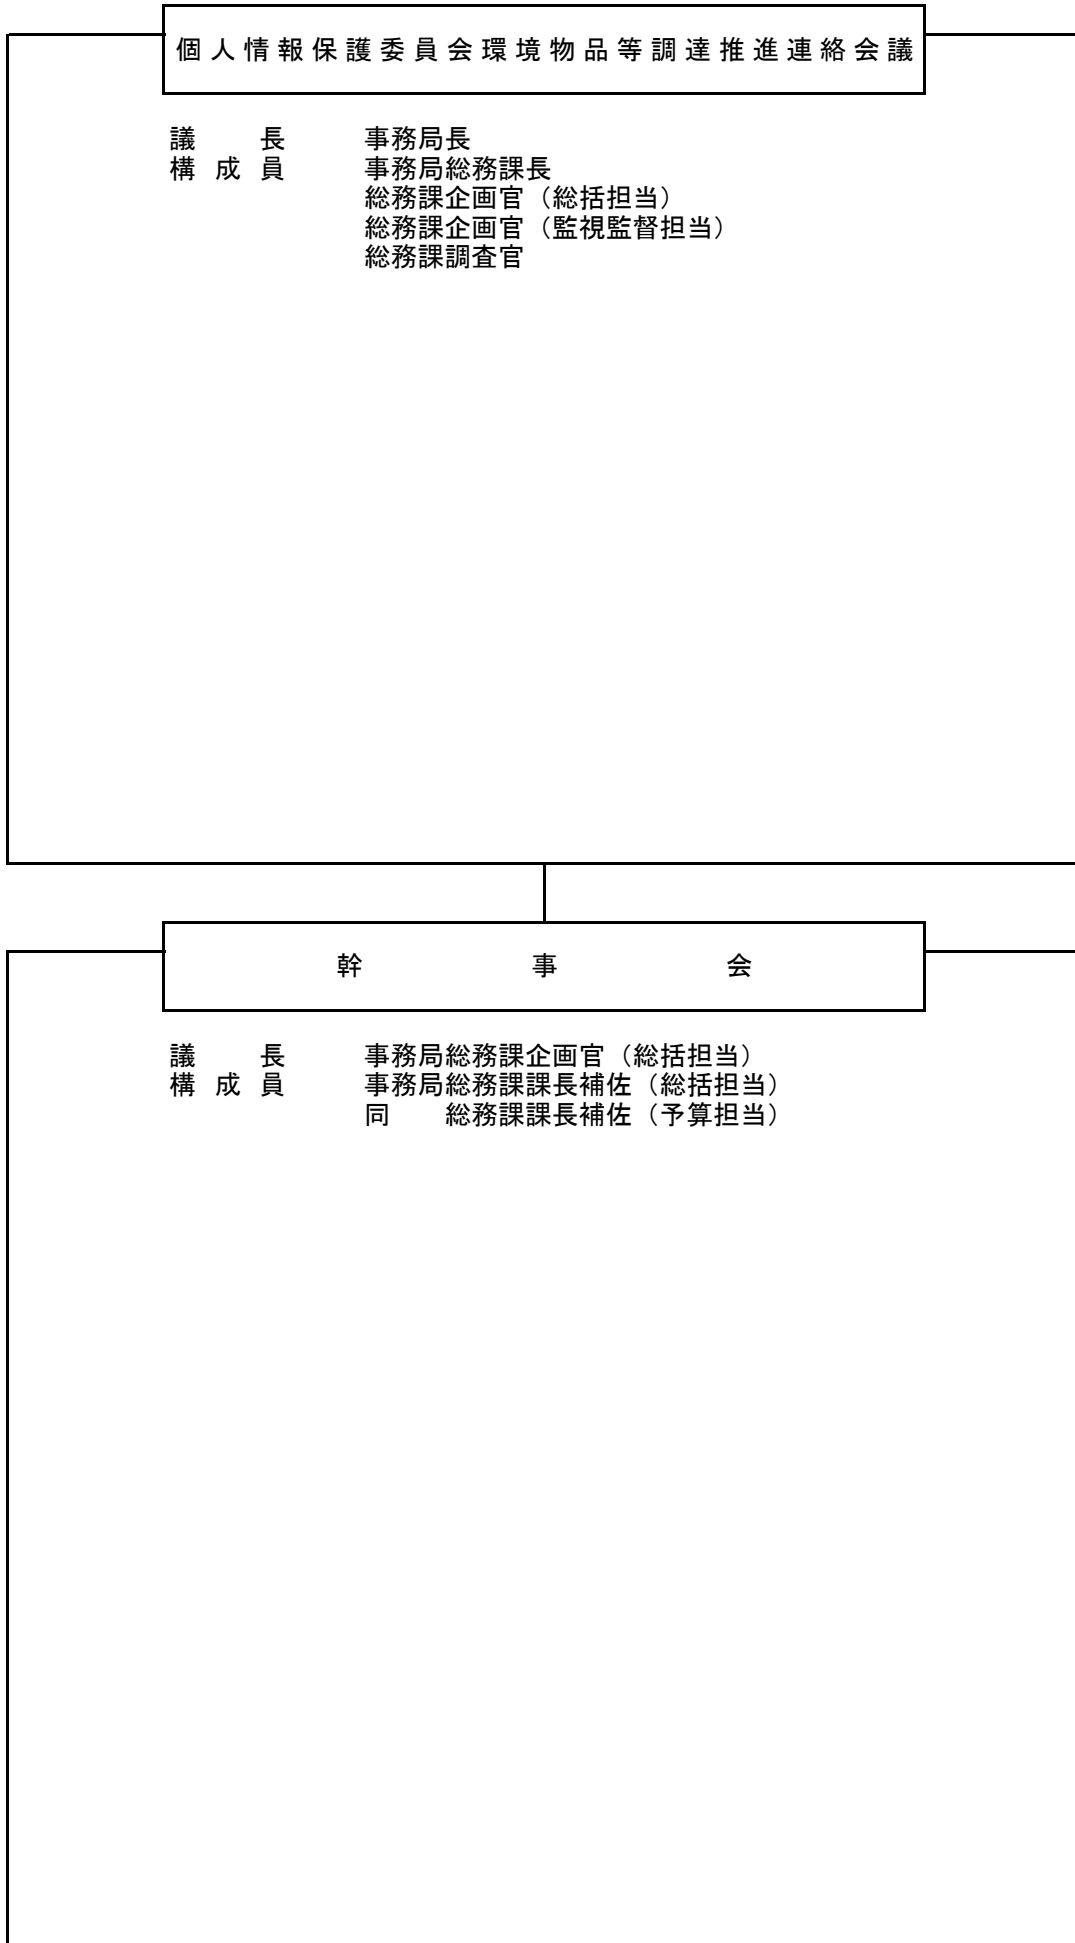 個人情報保護委員会環境物品等調達推進連絡会議
議　　長　　事務局長
構成員　　事務局総務課長
総務課企画官（総括担当）
総務課企画官（監視監督担当）
総務課調査官
幹　事　会
議　　長　　事務局総務課企画官（総括担当）
構成員　　事務局総務課課長補佐（総括担当）
同　　総務課課長補佐（予算担当）